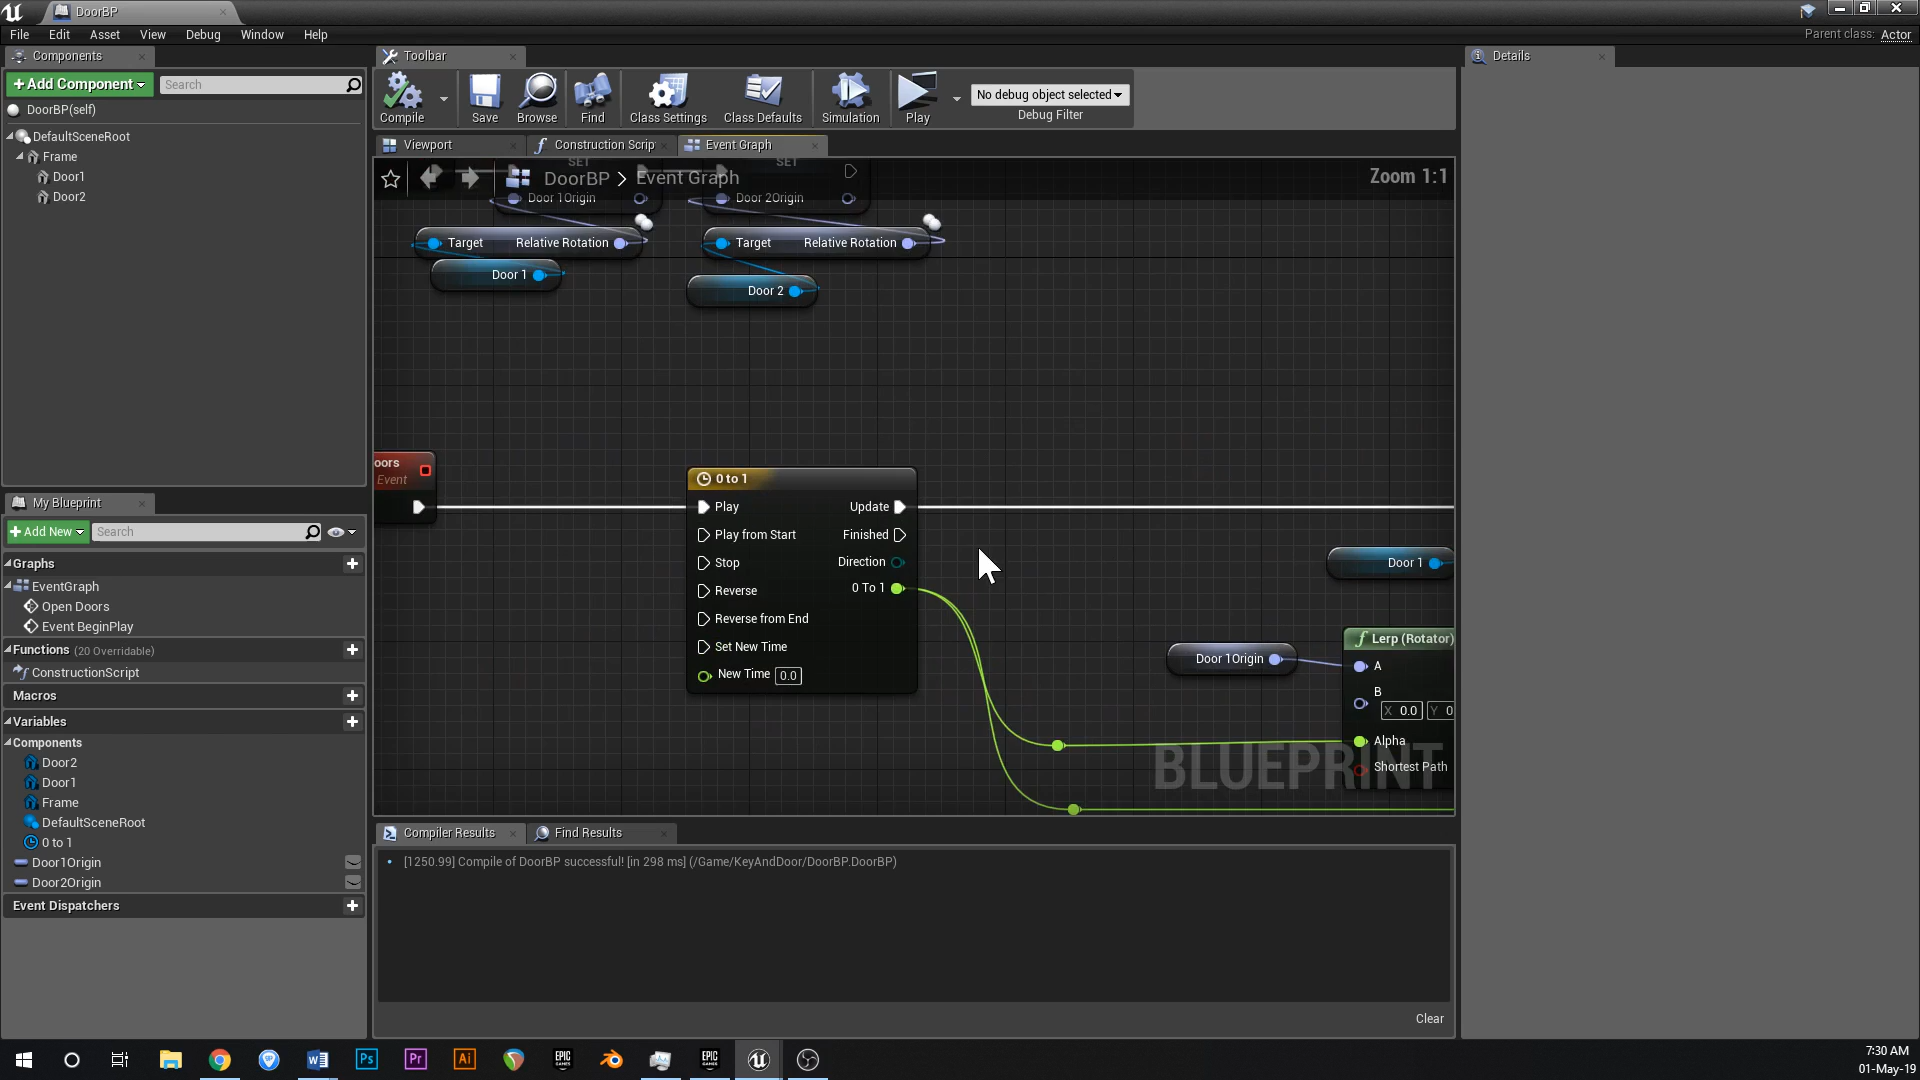 DoorBP
File Edit Asset View Debug Window Help
Parent class: Actor
Components
+ Add Component
Search
DoorBP(self)
DefaultSceneRoot
Frame
Door1
Door2
My Blueprint
+ Add New
Search
Graphs
EventGraph
Open Doors
Event BeginPlay
Functions (20 Overridable)
ConstructionScript
Macros
Variables
Components
Door2
Door1
Frame
DefaultSceneRoot
0 to 1
Door1Origin
Door2Origin
Event Dispatchers
Toolbar
Compile Save Browse Find Class Settings Class Defaults Simulation Play
No debug object selected
Debug Filter
Viewport Construction Scrip Event Graph
DoorBP > Event Graph
Zoom 1:1
SET SET
Door 1Origin Door 2Origin
Target Relative Rotation Target Relative Rotation
Door 1
Door 2
oors
Event
0 to 1
Play Update
Play from Start Finished
Stop Direction
Reverse 0 To 1
Reverse from End
Set New Time
New Time 0.0
Door 1
Door 1Origin
Lerp (Rotator)
A
B
X 0.0 Y 0
Alpha
Shortest Path
BLUEPRINT
Compiler Results Find Results
[1250.99] Compile of DoorBP successful! [in 298 ms] (/Game/KeyAndDoor/DoorBP.DoorBP)
Clear
Details
Ps Pr Ai EPIC GAMES EPIC GAMES
7:30 AM
01-May-19